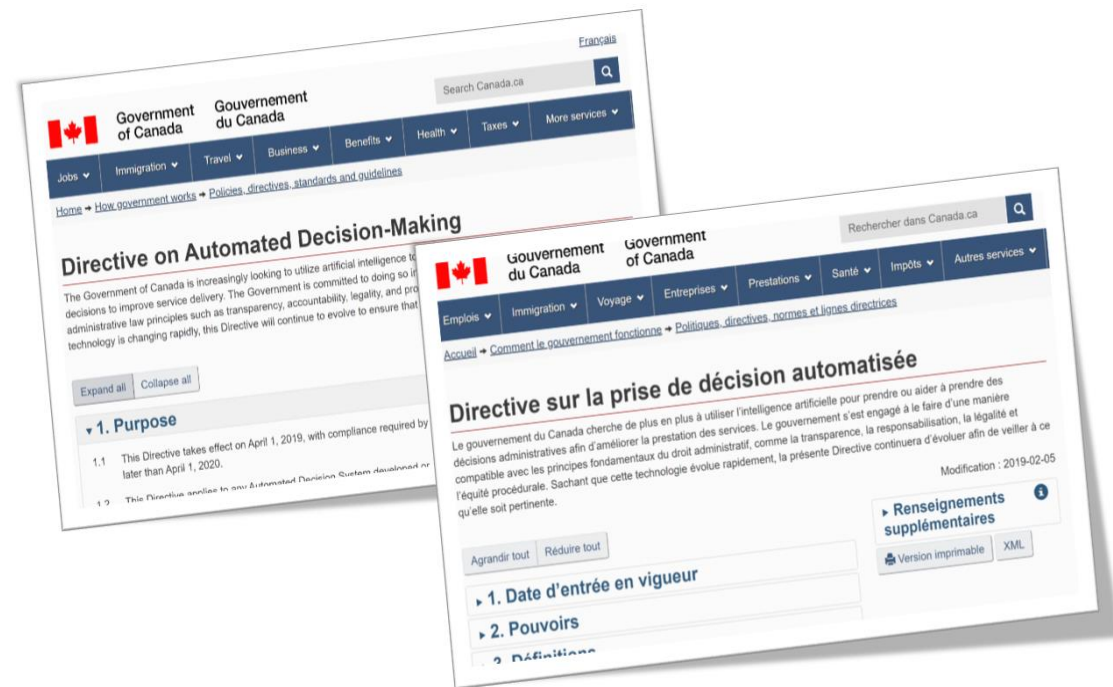 Français
Government
of Canada
Gouvernement
du Canada
Search Canada.ca
Jobs
Immigration
Travel
Business
Benefits
Health
Taxes
More services
Home → How government works → Policies, directives, standards and guidelines
Directive on Automated Decision-Making
The Government of Canada is increasingly looking to utilize artificial intelligence to
decisions to improve service delivery. The Government is committed to doing so in
administrative law principles such as transparency, accountability, legality, and pro
technology is changing rapidly, this Directive will continue to evolve to ensure that
Expand all
Collapse all
1. Purpose
1.1 This Directive takes effect on April 1, 2019, with compliance required by
later than April 1, 2020.
1.2 This Directive applies to any Automated Decision System developed or
Gouvernement
du Canada
Government
of Canada
Rechercher dans Canada.ca
Emplois
Immigration
Voyage
Entreprises
Prestations
Santé
Impôts
Autres services
Accueil → Comment le gouvernement fonctionne → Politiques, directives, normes et lignes directrices
Directive sur la prise de décision automatisée
Le gouvernement du Canada cherche de plus en plus à utiliser l'intelligence artificielle pour prendre ou aider à prendre des
décisions administratives afin d'améliorer la prestation des services. Le gouvernement s'est engagé à le faire d'une manière
compatible avec les principes fondamentaux du droit administratif, comme la transparence, la responsabilisation, la légalité et
l'équité procédurale. Sachant que cette technologie évolue rapidement, la présente Directive continuera d'évoluer afin de veiller à ce
qu'elle soit pertinente.
Modification : 2019-02-05
Renseignements
supplémentaires
Version imprimable
XML
Agrandir tout
Réduire tout
1. Date d'entrée en vigueur
2. Pouvoirs
3. Définitions